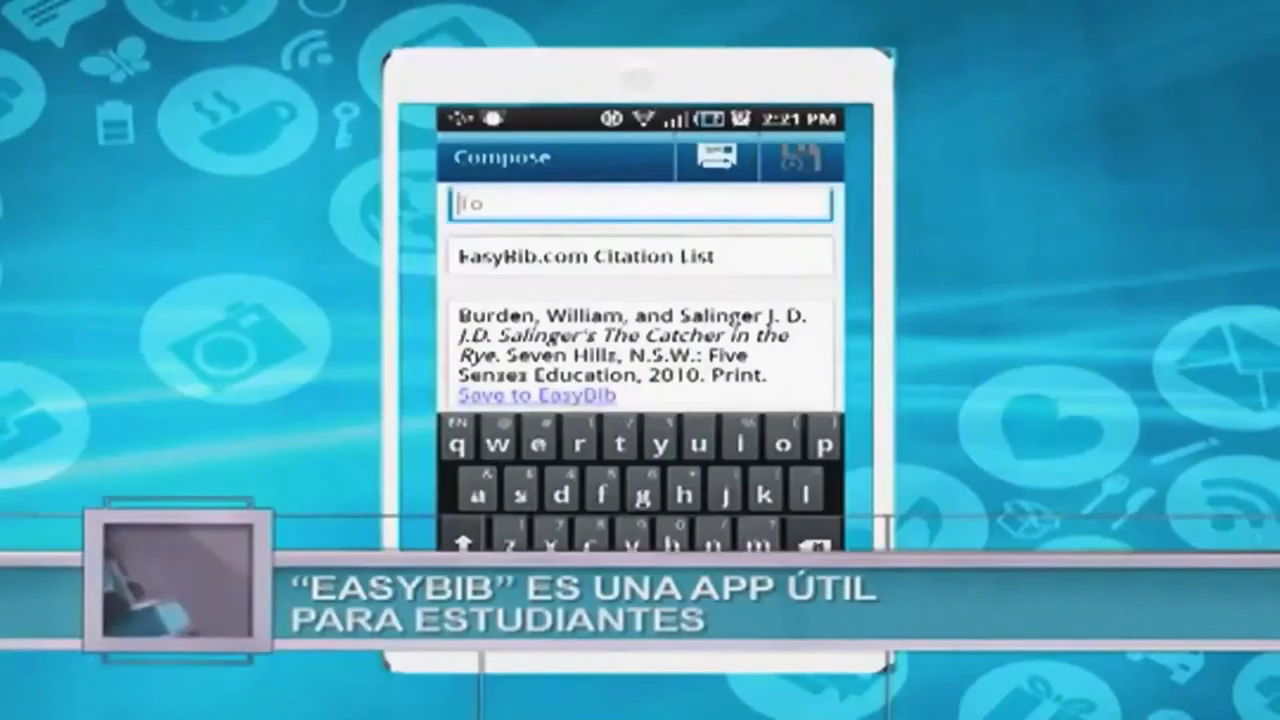 2:21 PM
Compose
To
EasyBib.com Citation List
Burden, William, and Salinger J. D.
J.D. Salinger's The Catcher in the
Rye. Seven Hills, N.S.W.: Five
Senses Education, 2010. Print.
Save to EasyBib
EN
q w e r t y u i o p
a s d f g h j k l
z x c v b n m
“EASYBIB” ES UNA APP ÚTIL
PARA ESTUDIANTES